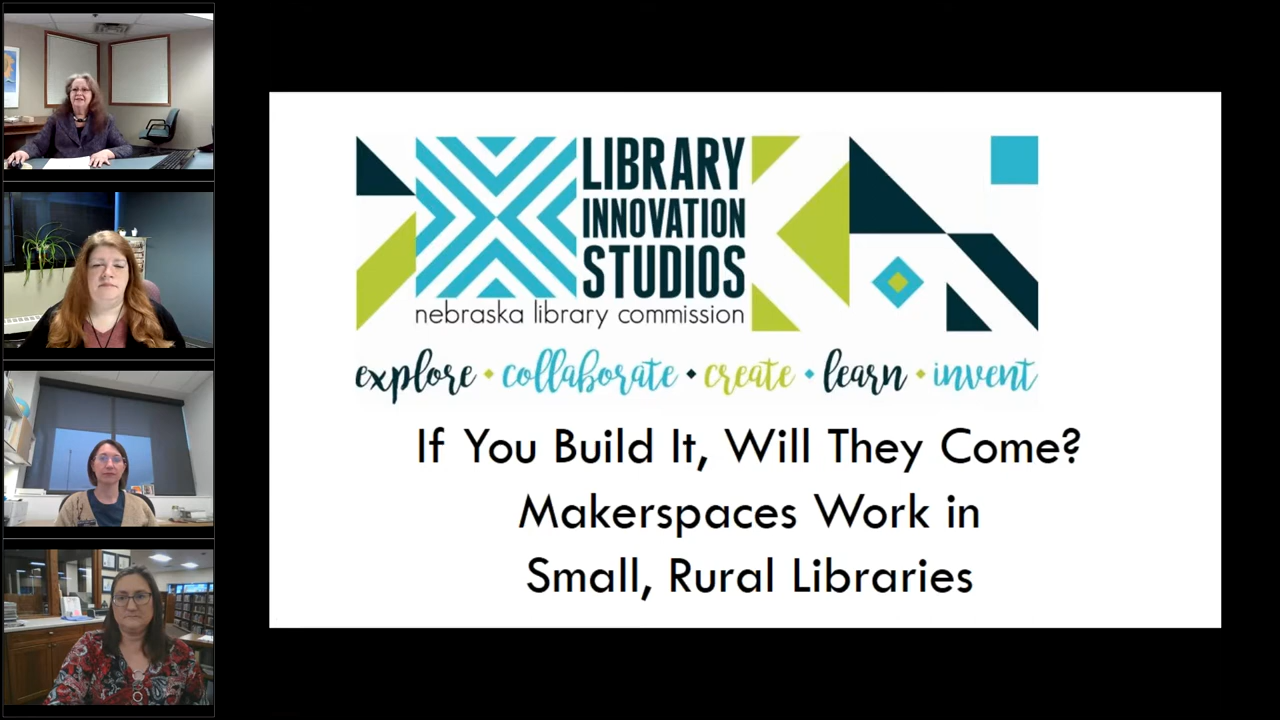 LIBRARY
INNOVATION
STUDIOS
nebraska library commission
explore • collaborate • create • learn • invent
If You Build It, Will They Come?
Makerspaces Work in
Small, Rural Libraries